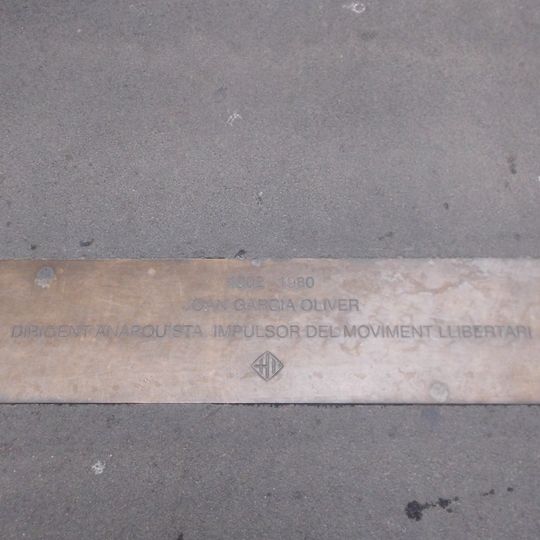 1902 1980
JOAN GARCIA OLIVER
DIRIGENT ANARQUISTA. IMPULSOR DEL MOVIMENT LLIBERTARI